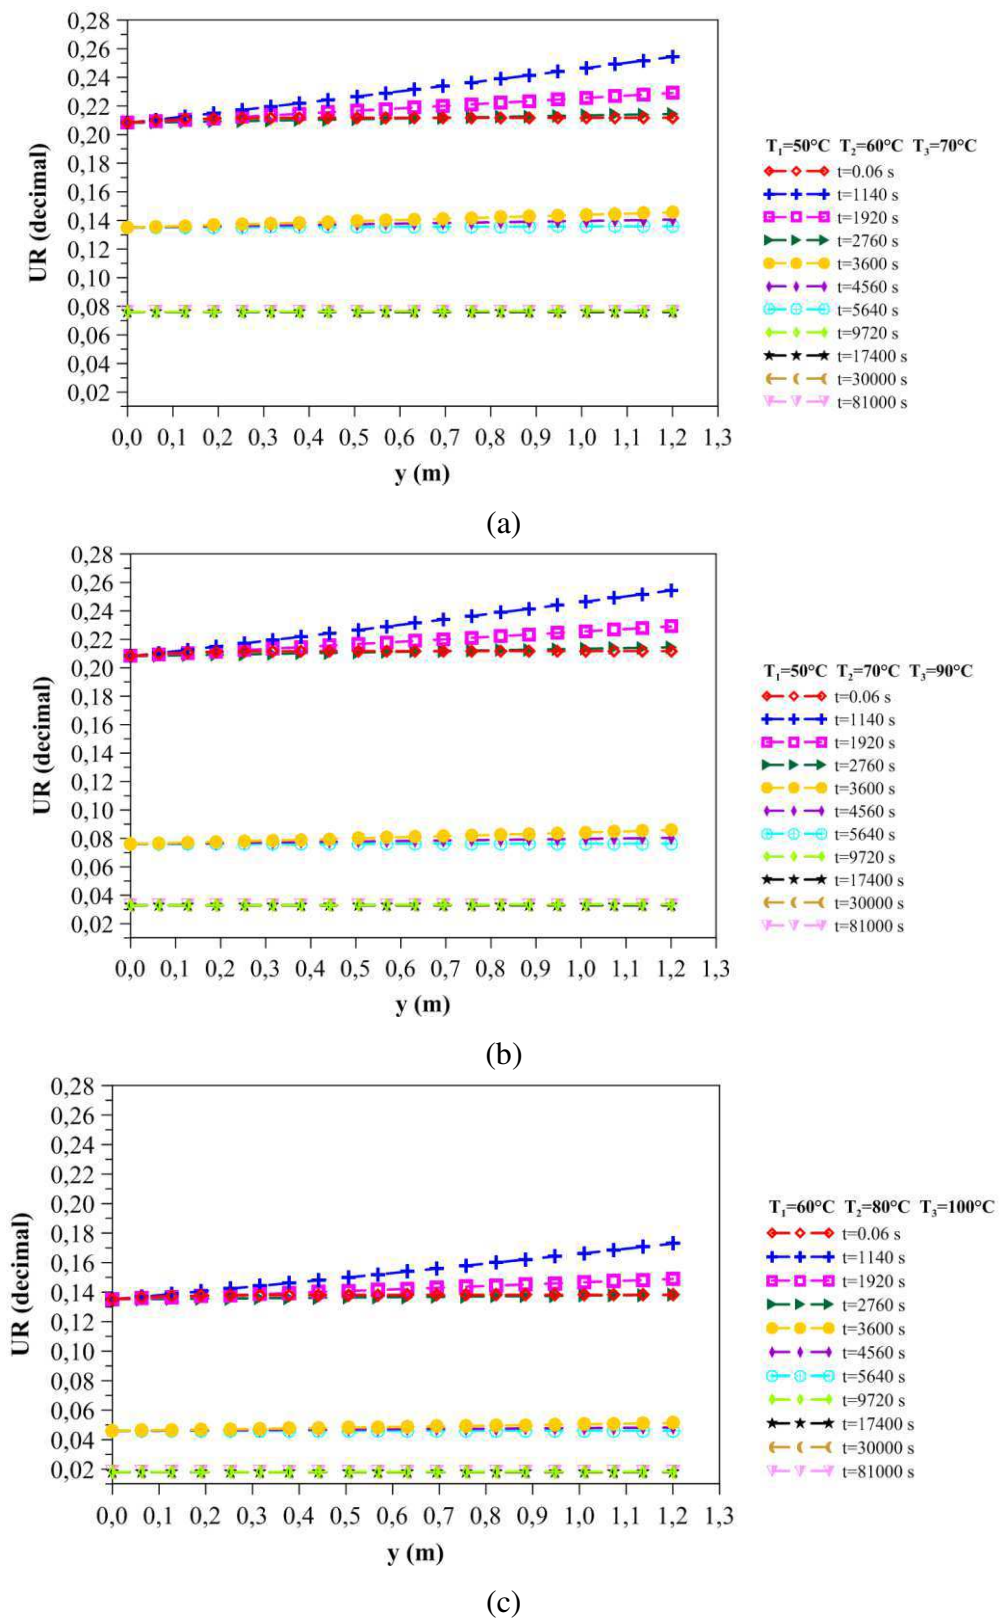 0,28
0,26
0,24
0,22
0,20
0,18
0,16
0,14
0,12
0,10
0,08
0,06
0,04
0,02
UR (decimal)
0,0 0,1 0,2 0,3 0,4 0,5 0,6 0,7 0,8 0,9 1,0 1,1 1,2 1,3
y (m)
T₁=50°C T₂=60°C T₃=70°C
t=0.06 s
t=1140 s
t=1920 s
t=2760 s
t=3600 s
t=4560 s
t=5640 s
t=9720 s
t=17400 s
t=30000 s
t=81000 s
(a)
0,28
0,26
0,24
0,22
0,20
0,18
0,16
0,14
0,12
0,10
0,08
0,06
0,04
0,02
UR (decimal)
0,0 0,1 0,2 0,3 0,4 0,5 0,6 0,7 0,8 0,9 1,0 1,1 1,2 1,3
y (m)
T₁=50°C T₂=70°C T₃=90°C
t=0.06 s
t=1140 s
t=1920 s
t=2760 s
t=3600 s
t=4560 s
t=5640 s
t=9720 s
t=17400 s
t=30000 s
t=81000 s
(b)
0,28
0,26
0,24
0,22
0,20
0,18
0,16
0,14
0,12
0,10
0,08
0,06
0,04
0,02
UR (decimal)
0,0 0,1 0,2 0,3 0,4 0,5 0,6 0,7 0,8 0,9 1,0 1,1 1,2 1,3
y (m)
T₁=60°C T₂=80°C T₃=100°C
t=0.06 s
t=1140 s
t=1920 s
t=2760 s
t=3600 s
t=4560 s
t=5640 s
t=9720 s
t=17400 s
t=30000 s
t=81000 s
(c)